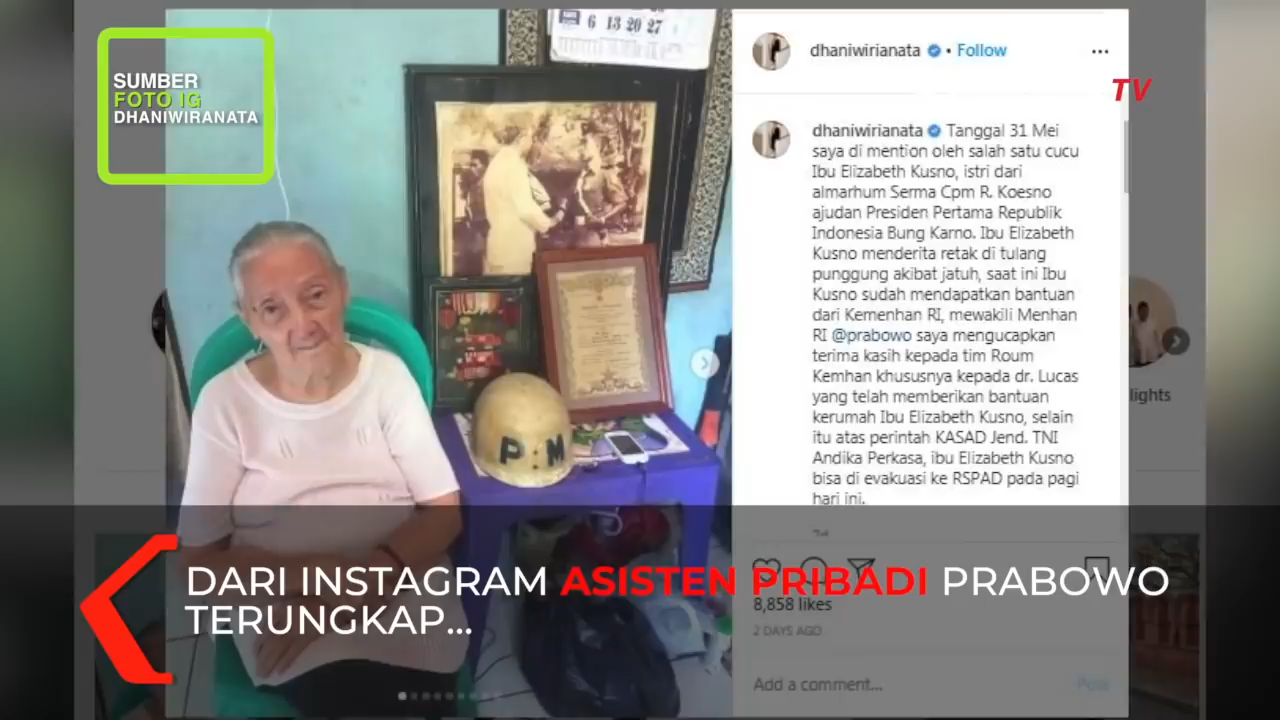 6 13 20 27
SUMBER
FOTO IG
DHANIWIRANATA
P:M
dhaniwirianata • Follow
TV
dhaniwirianata Tanggal 31 Mei
saya di mention oleh salah satu cucu
Ibu Elizabeth Kusno, istri dari
almarhum Serma Cpm R. Koesno
ajudan Presiden Pertama Republik
Indonesia Bung Karno. Ibu Elizabeth
Kusno menderita retak di tulang
punggung akibat jatuh, saat ini Ibu
Kusno sudah mendapatkan bantuan
dari Kemenhan RI, mewakili Menhan
RI @prabowo saya mengucapkan
terima kasih kepada tim Roum
Kemhan khususnya kepada dr. Lucas
yang telah memberikan bantuan
kerumah Ibu Elizabeth Kusno, selain
itu atas perintah KASAD Jend. TNI
Andika Perkasa, ibu Elizabeth Kusno
bisa di evakuasi ke RSPAD pada pagi
hari ini.
lights
DARI INSTAGRAM ASISTEN PRIBADI PRABOWO
TERUNGKAP...
8,858 likes
2 DAYS AGO
Add a comment...
Post